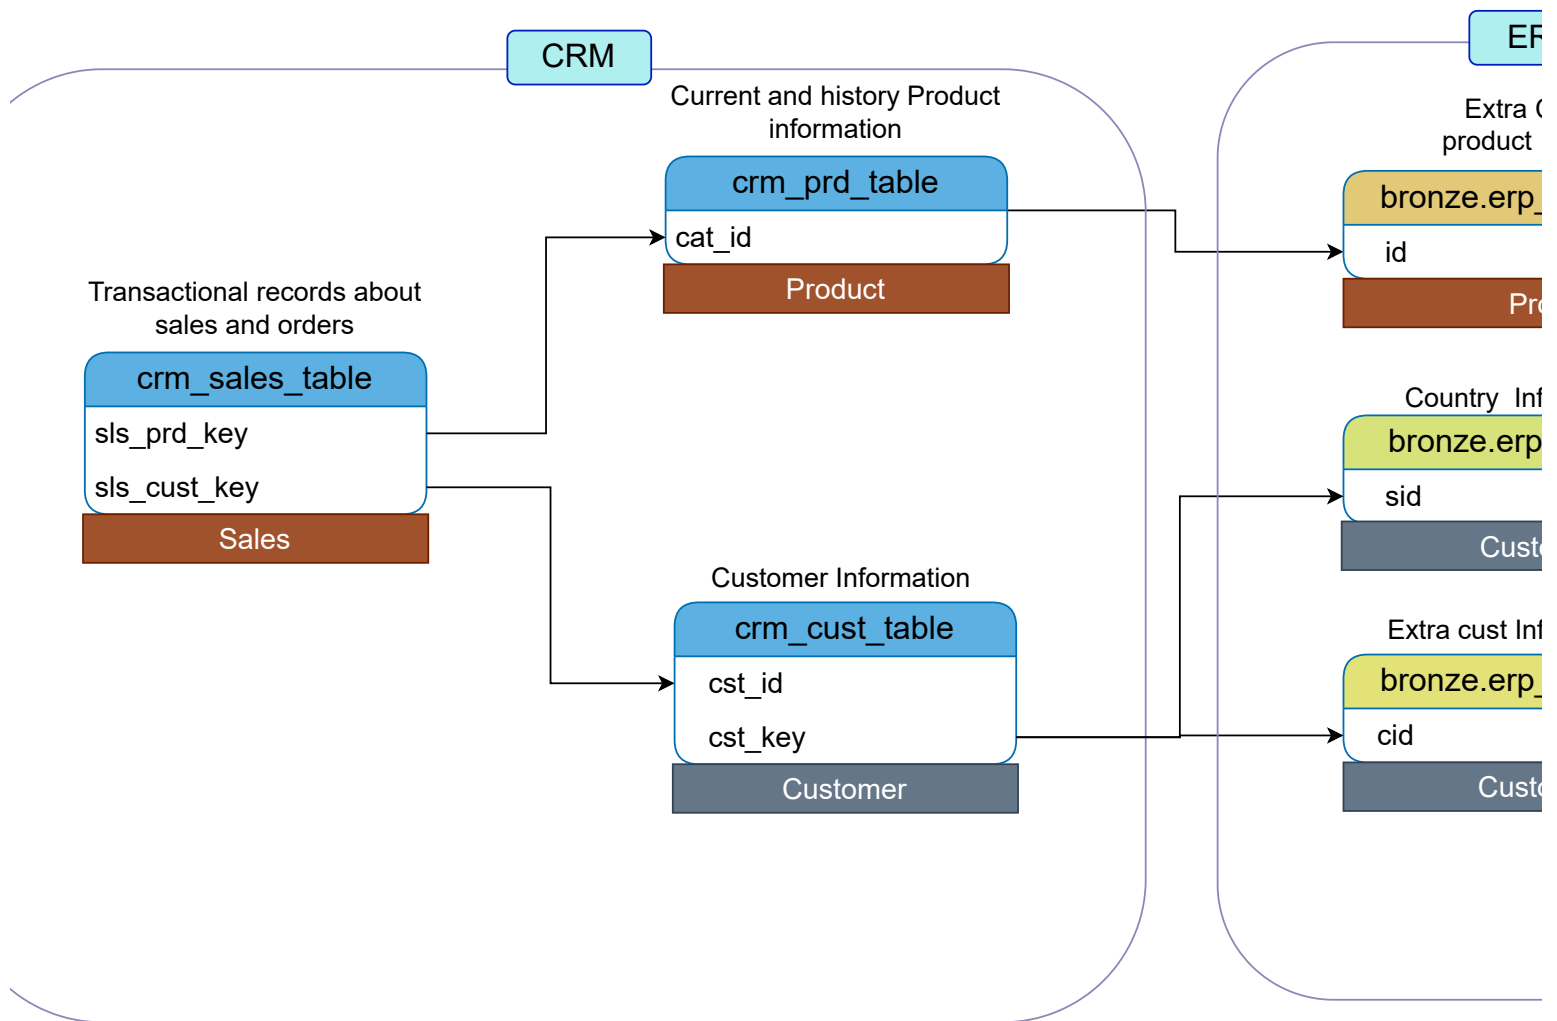 CRM
Current and history Product
information
crm_prd_table
cat_id
Product
Transactional records about
sales and orders
crm_sales_table
sls_prd_key
sls_cust_key
Sales
Customer Information
crm_cust_table
cst_id
cst_key
Customer
Extra
product
bronze.erp_
id
Country
bronze.erp
sid
Extra cust
bronze.erp_
cid